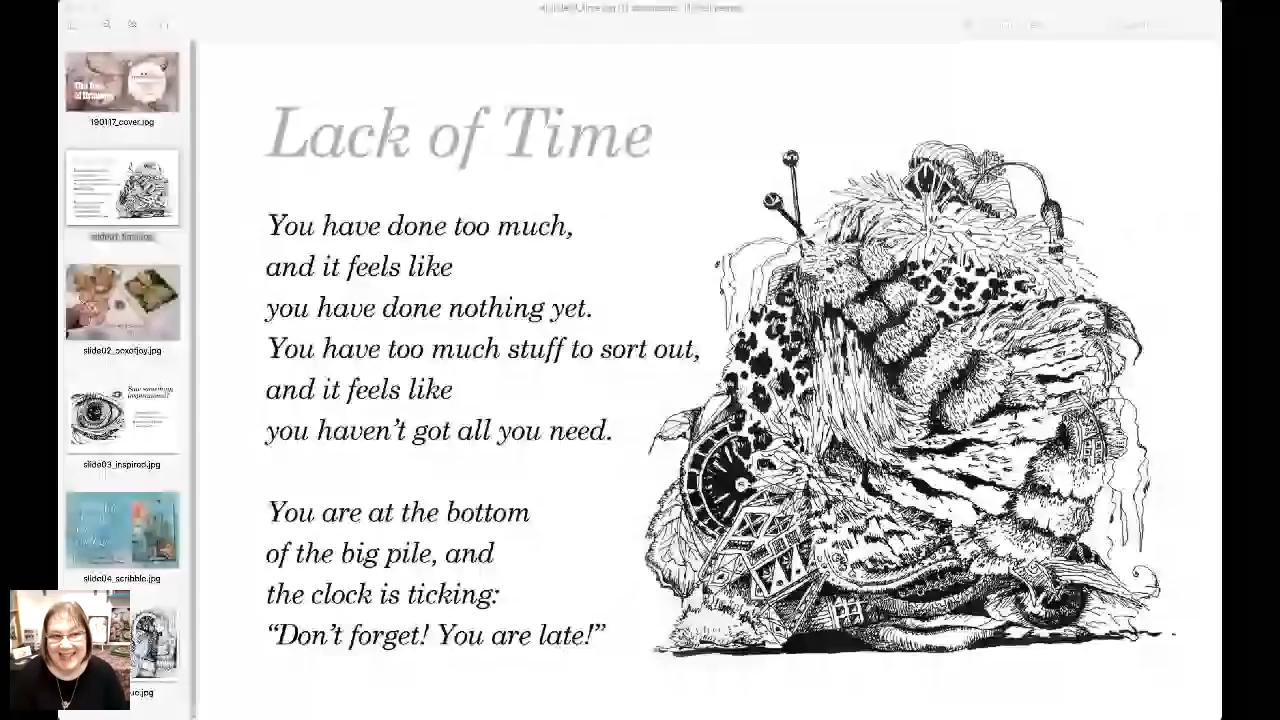 190117_cover.jpg
slide02_boxofjoy.jpg
slide03_inspired.jpg
slide04_scribble.jpg
Lack of Time
You have done too much,
and it feels like
you have done nothing yet.
You have too much stuff to sort out,
and it feels like
you haven’t got all you need.
You are at the bottom
of the big pile, and
the clock is ticking:
“Don’t forget! You are late!”